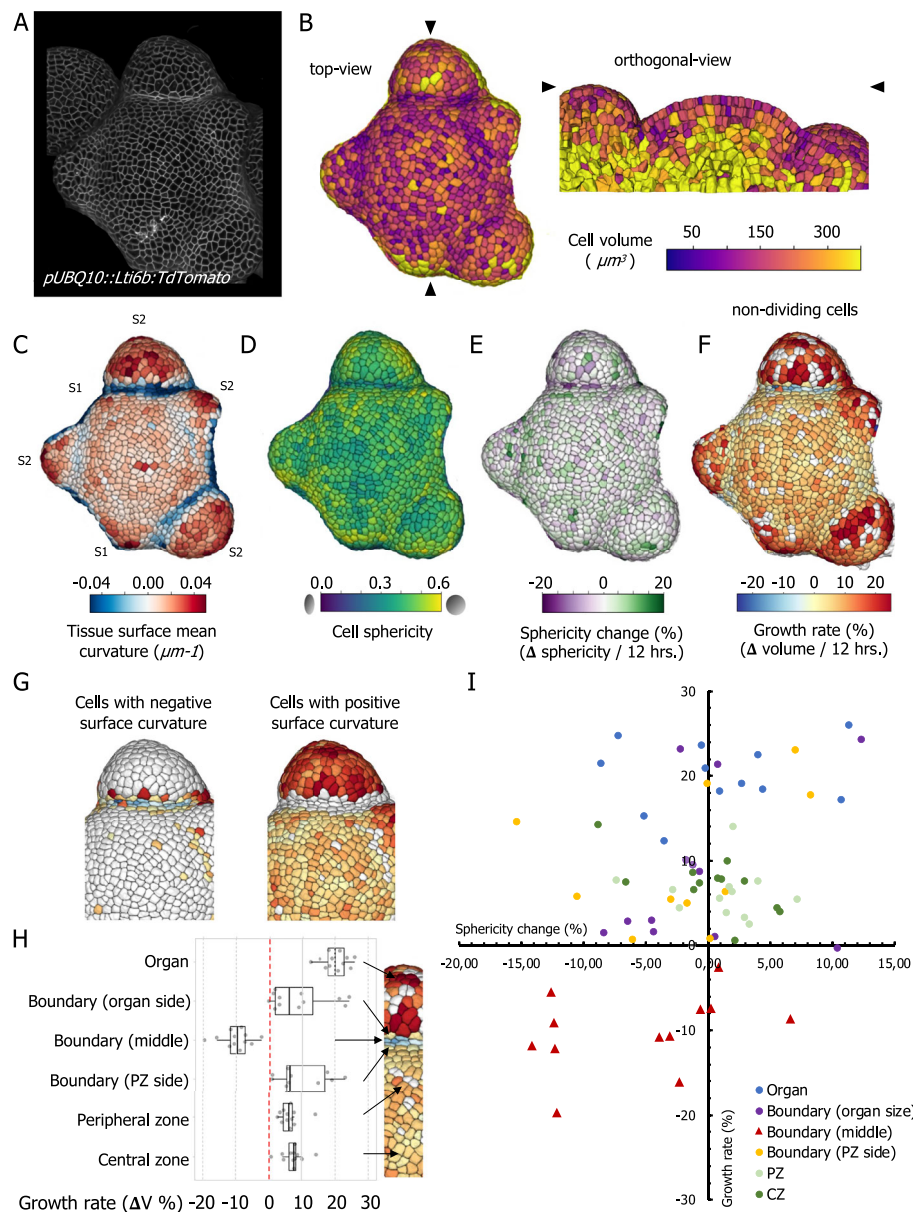 A
pUBQ10::Lti6b:TdTomato
B
top-view
orthogonal-view
Cell volume
( µm³ )
50 150 300
C
S2
S1
S2
S2
S1
S2
-0.04 0.00 0.04
Tissue surface mean
curvature (µm-1)
D
0.0 0.3 0.6
Cell sphericity
E
-20 0 20
Sphericity change (%)
(Δ sphericity / 12 hrs.)
non-dividing cells
F
-20 -10 0 10 20
Growth rate (%)
(Δ volume / 12 hrs.)
G
Cells with negative
surface curvature
Cells with positive
surface curvature
H
Organ
Boundary (organ side)
Boundary (middle)
Boundary (PZ side)
Peripheral zone
Central zone
Growth rate (ΔV %) -20 -10 0 10 20 30
I
30
20
10
0
-10
-20
-30
Sphericity change (%)
-20,00 -15,00 -10,00 -5,00 0,00 5,00 10,00 15,00
Growth rate (%)
Organ
Boundary (organ size)
Boundary (middle)
Boundary (PZ side)
PZ
CZ